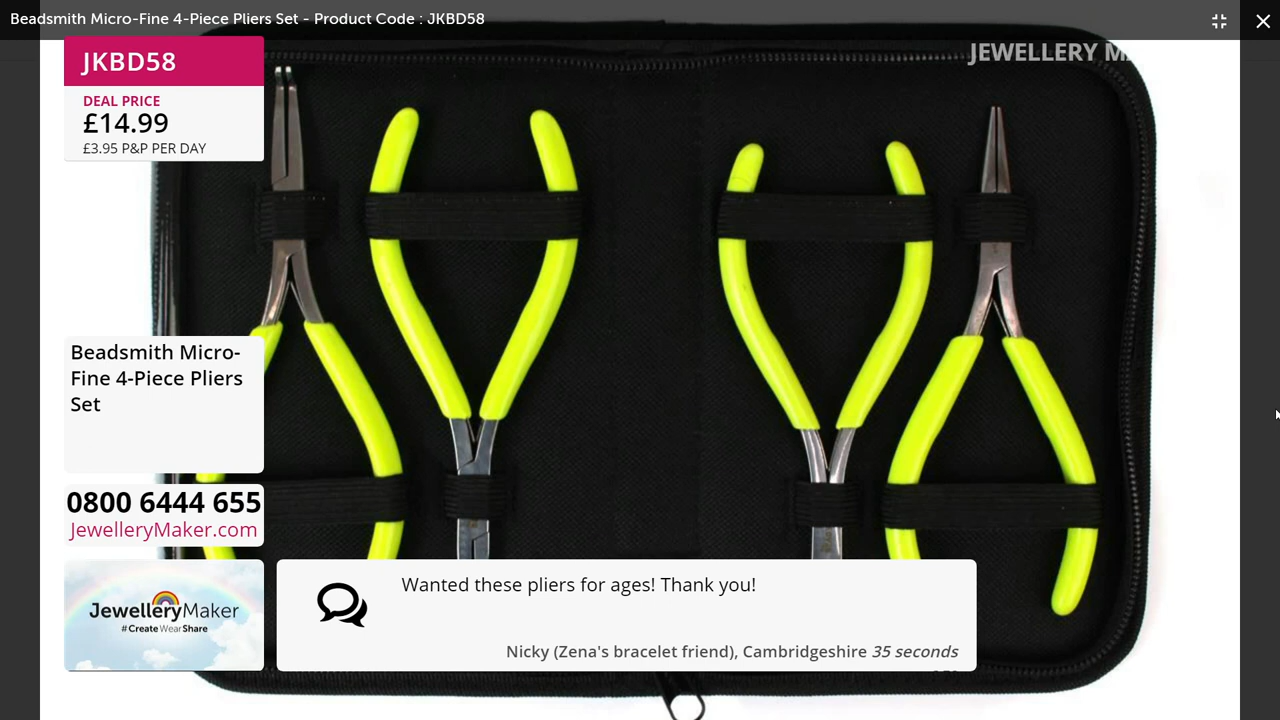 Beadsmith Micro-Fine 4-Piece Pliers Set - Product Code : JKBD58
JEWELLERY M
JKBD58
DEAL PRICE
£14.99
£3.95 P&P PER DAY
Beadsmith Micro-
Fine 4-Piece Pliers
Set
0800 6444 655
JewelleryMaker.com
JewelleryMaker
#CreateWearShare
Wanted these pliers for ages! Thank you!
Nicky (Zena's bracelet friend), Cambridgeshire 35 seconds